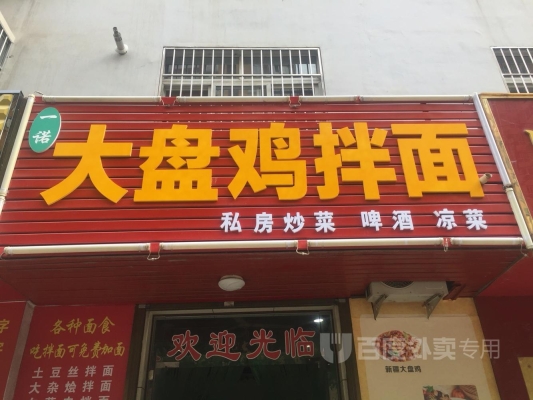 一诺
大盘鸡拌面
私房炒菜 啤酒 凉菜
各种面食
吃拌面可免费加面
土豆丝拌面
大杂烩拌面
欢迎光临
新疆大盘鸡
百度外卖专用